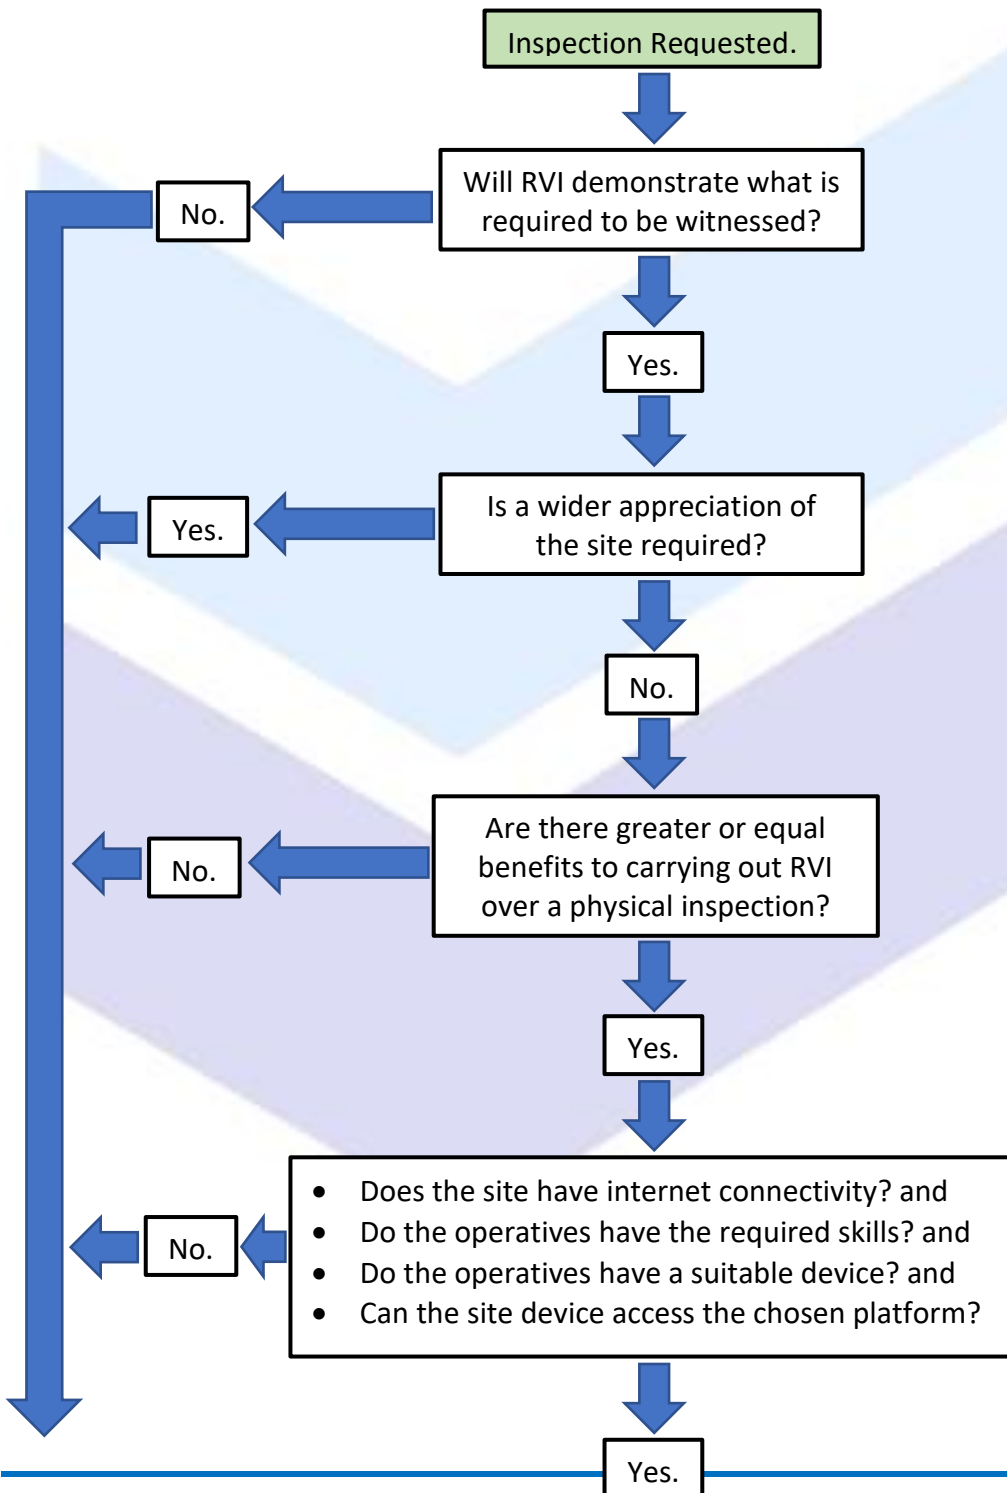 Inspection Requested.
Will RVI demonstrate what is
required to be witnessed?
No.
Yes.
Is a wider appreciation of
the site required?
Yes.
No.
Are there greater or equal
benefits to carrying out RVI
over a physical inspection?
No.
Yes.
• Does the site have internet connectivity? and
• Do the operatives have the required skills? and
• Do the operatives have a suitable device? and
• Can the site device access the chosen platform?
No.
Yes.